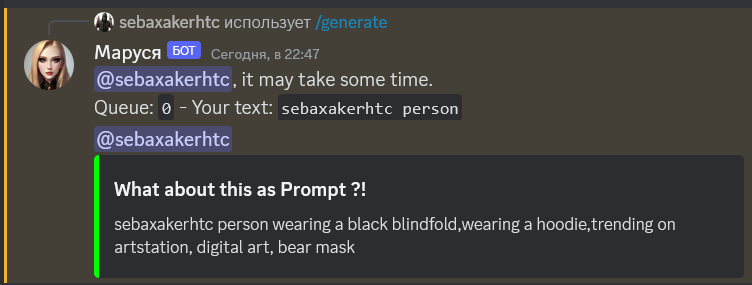 sebaxakerhtc использует /generate
Маруся БОТ Сегодня, в 22:47
@sebaxakerhtc, it may take some time.
Queue: 0 - Your text: sebaxakerhtc person
@sebaxakerhtc
What about this as Prompt ?!
sebaxakerhtc person wearing a black blindfold,wearing a hoodie,trending on
artstation, digital art, bear mask